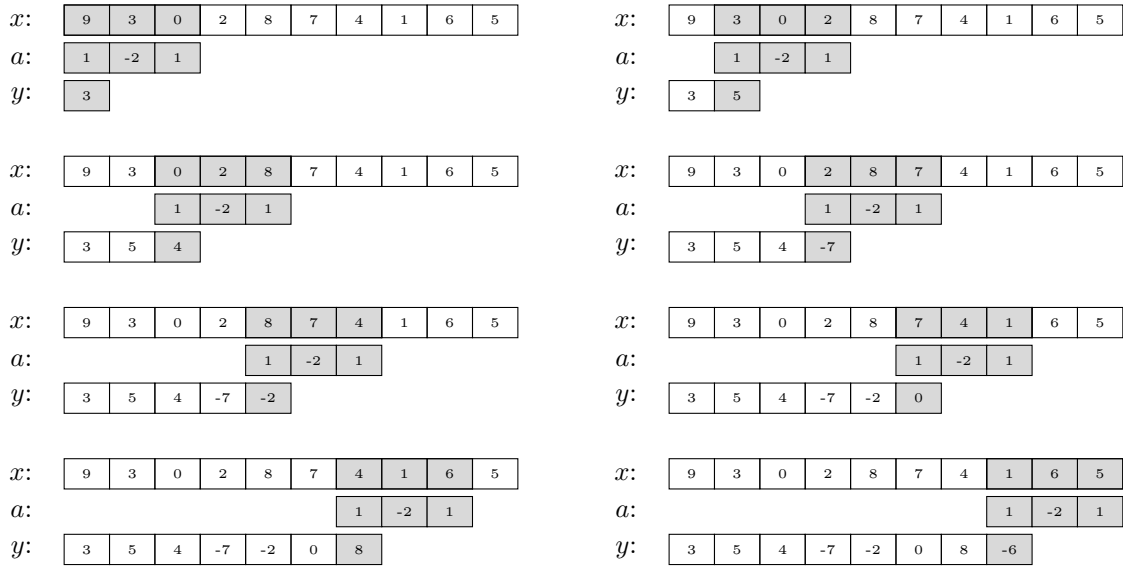 x: 9 3 0 2 8 7 4 1 6 5
a: 1 -2 1
y: 3
x: 9 3 0 2 8 7 4 1 6 5
a: 1 -2 1
y: 3 5
x: 9 3 0 2 8 7 4 1 6 5
a: 1 -2 1
y: 3 5 4
x: 9 3 0 2 8 7 4 1 6 5
a: 1 -2 1
y: 3 5 4 -7
x: 9 3 0 2 8 7 4 1 6 5
a: 1 -2 1
y: 3 5 4 -7 -2
x: 9 3 0 2 8 7 4 1 6 5
a: 1 -2 1
y: 3 5 4 -7 -2 0
x: 9 3 0 2 8 7 4 1 6 5
a: 1 -2 1
y: 3 5 4 -7 -2 0 8
x: 9 3 0 2 8 7 4 1 6 5
a: 1 -2 1
y: 3 5 4 -7 -2 0 8 -6